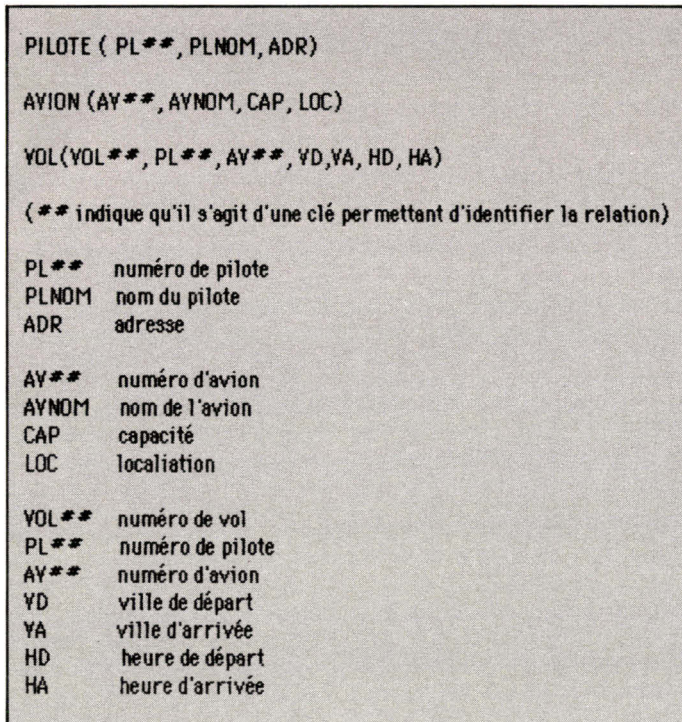 PILOTE ( PL##, PLNOM, ADR)
AVION (AV##, AVNOM, CAP, LOC)
VOL(VOL##, PL##, AV##, VD,VA, HD, HA)
(## indique qu'il s'agit d'une clé permettant d'identifier la relation)
PL## numéro de pilote
PLNOM nom du pilote
ADR adresse
AV## numéro d'avion
AVNOM nom de l'avion
CAP capacité
LOC localiation
VOL## numéro de vol
PL## numéro de pilote
AV## numéro d'avion
VD ville de départ
VA ville d'arrivée
HD heure de départ
HA heure d'arrivée